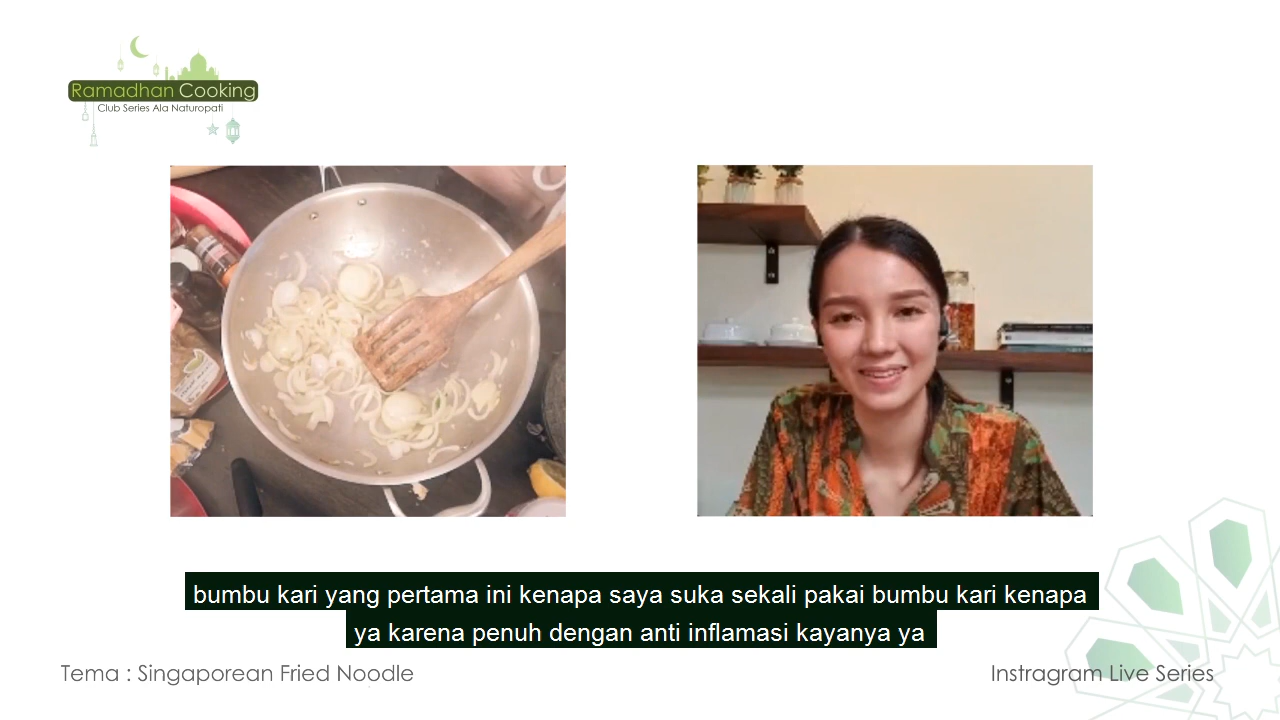 Ramadhan Cooking
Club Series Ala Naturopati
bumbu kari yang pertama ini kenapa saya suka sekali pakai bumbu kari kenapa
ya karena penuh dengan anti inflamasi kayanya ya
Tema : Singaporean Fried Noodle
Instragram Live Series